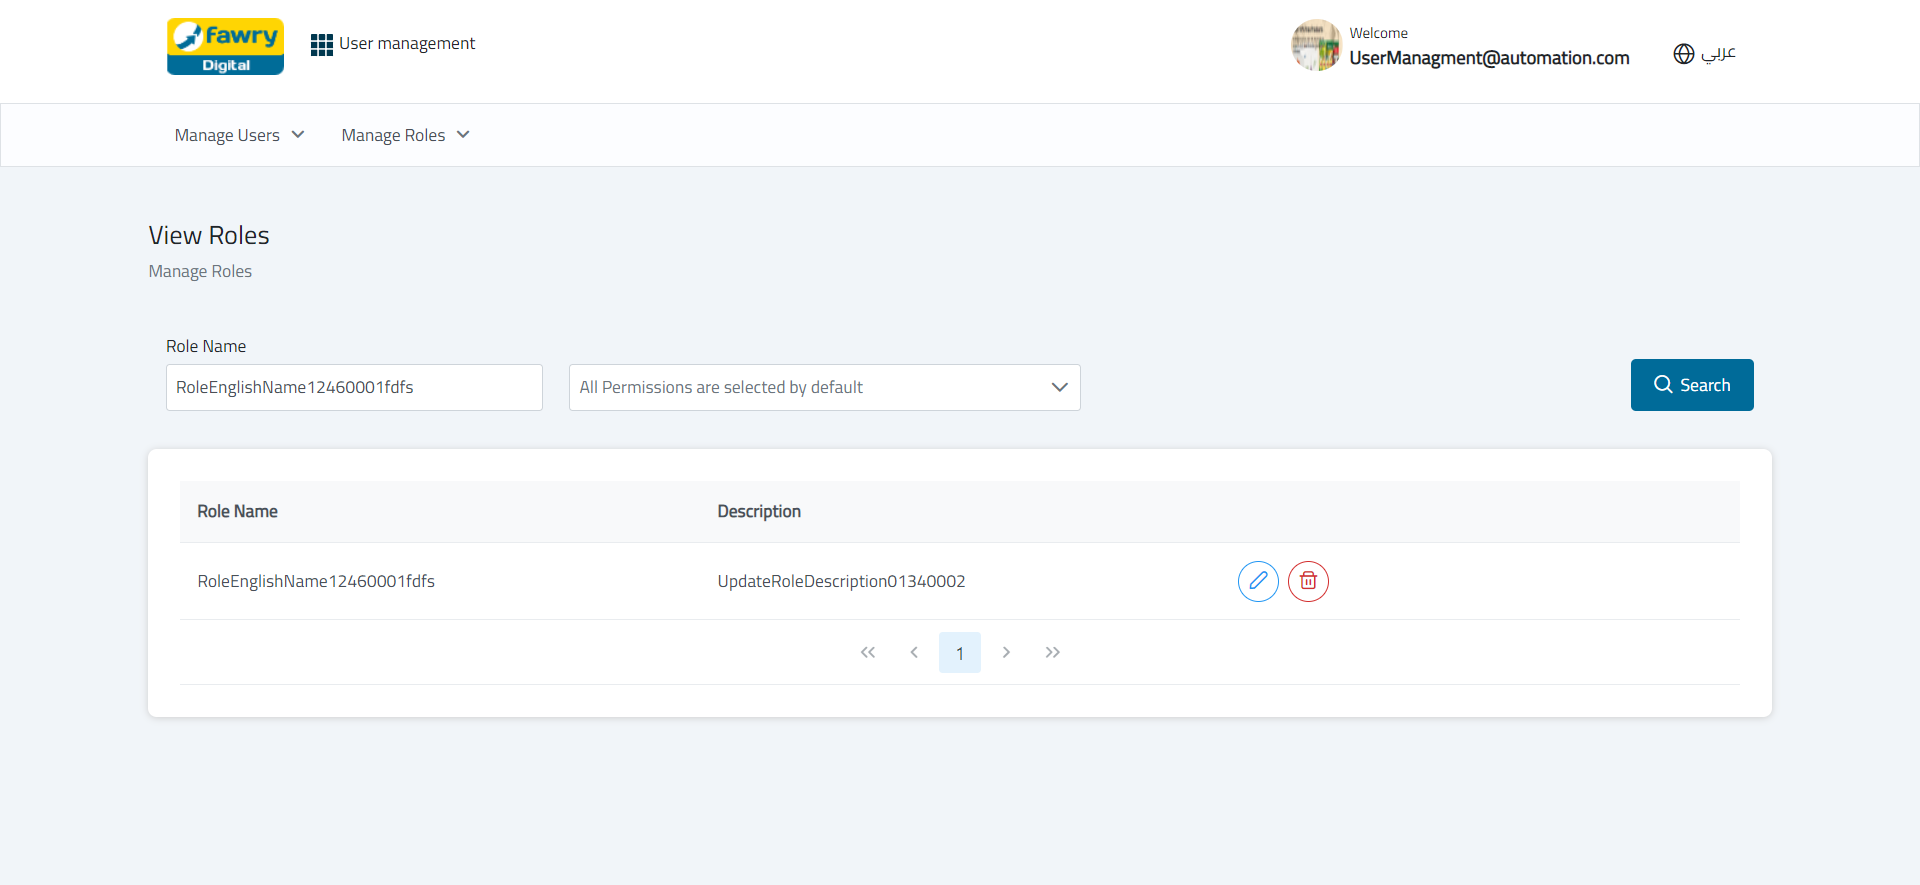 fawry
Digital
User management
Welcome
UserManagment@automation.com
عربي
Manage Users
Manage Roles
View Roles
Manage Roles
Role Name
RoleEnglishName12460001fdfs
All Permissions are selected by default
Search
Role Name Description
RoleEnglishName12460001fdfs UpdateRoleDescription01340002
1